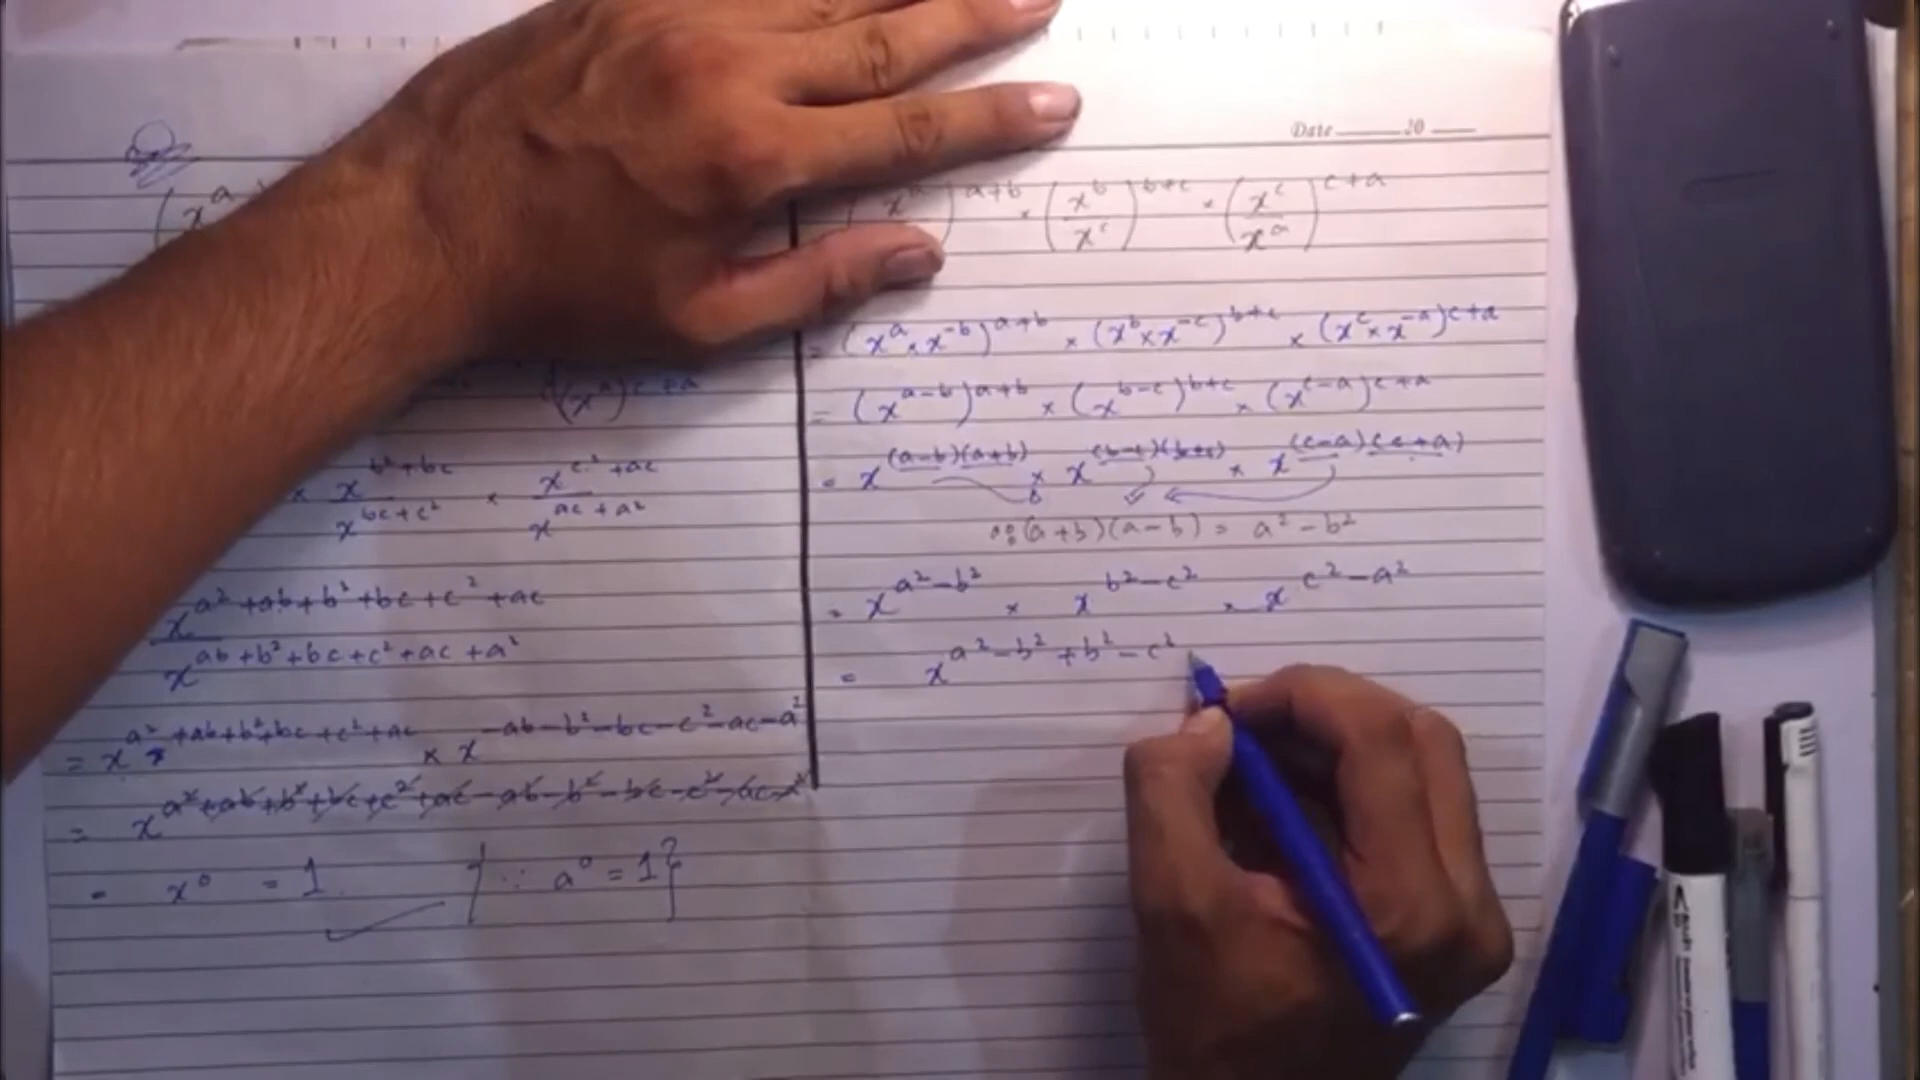 (x^a
(x^a)^{c+a}
× x^{b²+bc}/x^{bc+c²} × x^{c²+ac}/x^{ac+a²}
x^{a²+ab+b²+bc+c²+ac}
x^{ab+b²+bc+c²+ac+a²}
= x^{a²+ab+b²+bc+c²+ac} × x^{-ab-b²-bc-c²-ac-a²}
= x^{a²+ab+b²+bc+c²+ac-ab-b²-bc-c²-ac-a²}
= x⁰ = 1 {∵ a⁰ = 1}
Date 20
(x^a)^{a+b} × (x^b/x^c)^{b+c} × (x^c/x^a)^{c+a}
= (x^a × x^{-b})^{a+b} × (x^b × x^{-c})^{b+c} × (x^c × x^{-a})^{c+a}
= (x^{a-b})^{a+b} × (x^{b-c})^{b+c} × (x^{c-a})^{c+a}
= x^{(a-b)(a+b)} × x^{(b-c)(b+c)} × x^{(c-a)(c+a)}
∵ (a+b)(a-b) = a²-b²
= x^{a²-b²} × x^{b²-c²} × x^{c²-a²}
= x^{a²-b²+b²-c²}